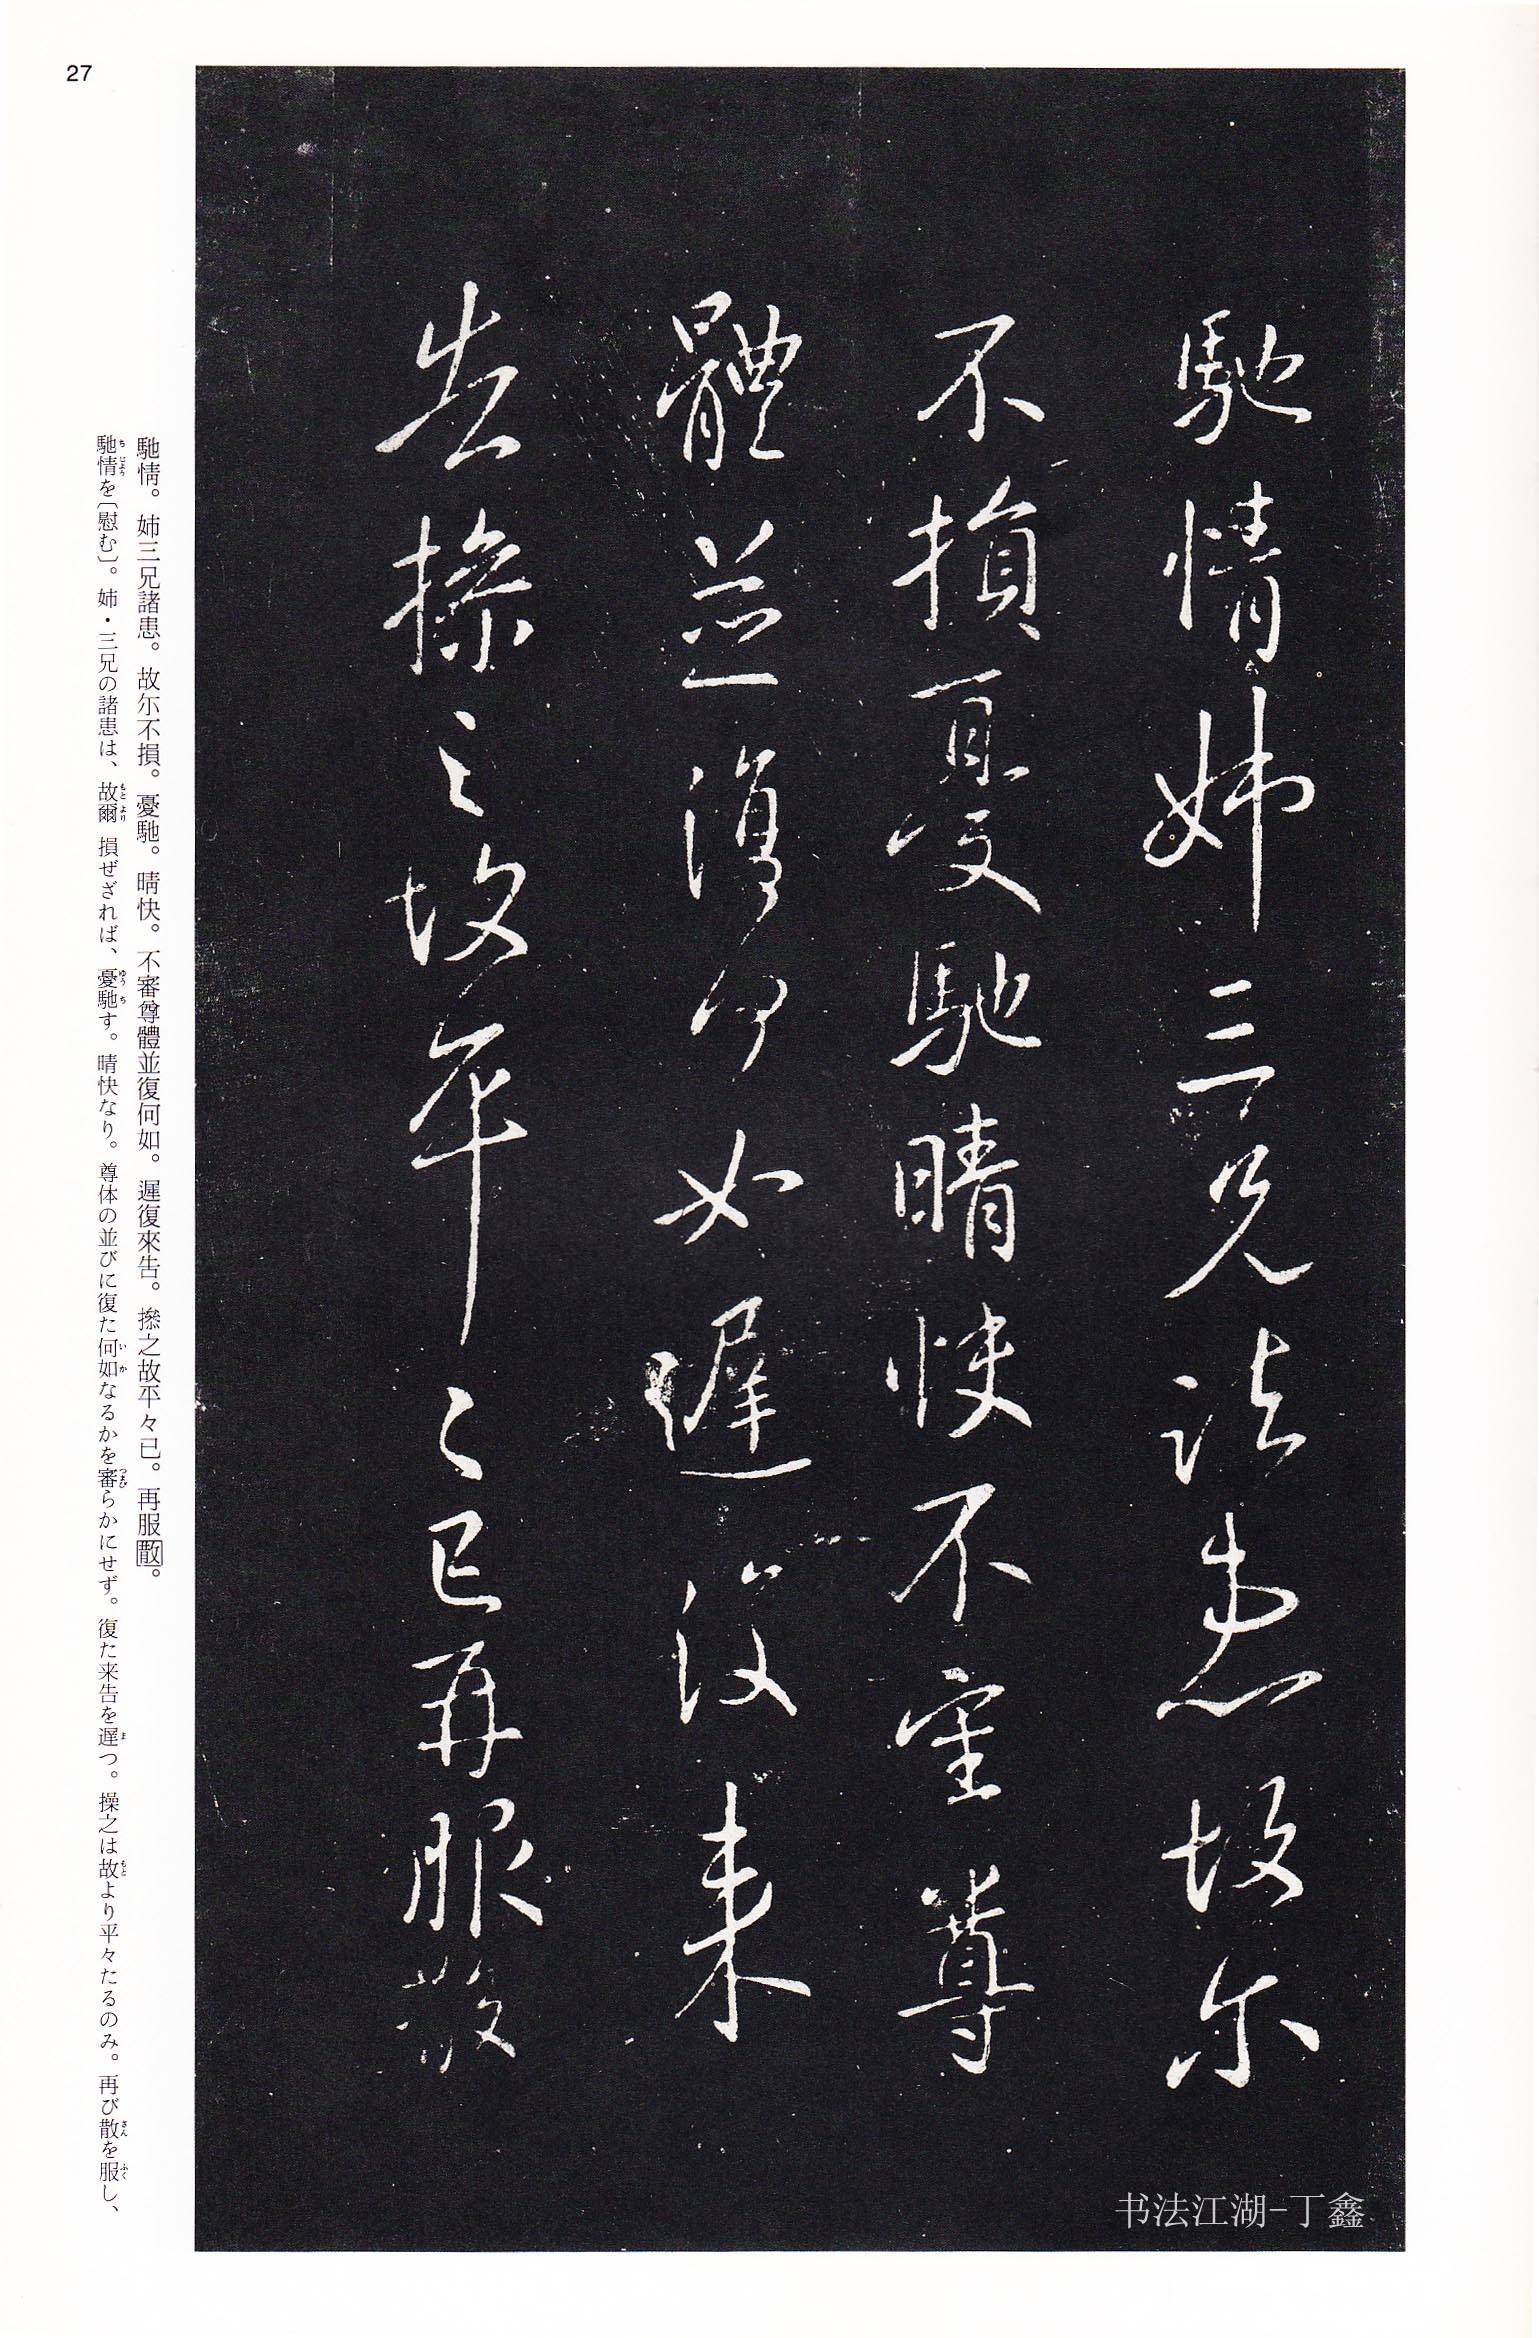 27
馳情姉三兄諸患故尓
不損憂馳晴快不審尊
體並復何如遲復来
告操之故平々已再服散
馳情。姉三兄諸患。故尓不損。憂馳。晴快。不審尊體並復何如。遲復來告。操之故平々已。再服散。
馳情を〔慰む〕。姉・三兄の諸患は、故爾損ぜざれば、憂馳す。晴快なり。尊体の並びに復た何如なるかを審らかにせず。復た来告を遅つ。操之は故より平々たるのみ。再び散を服し、
书法江湖-丁鑫